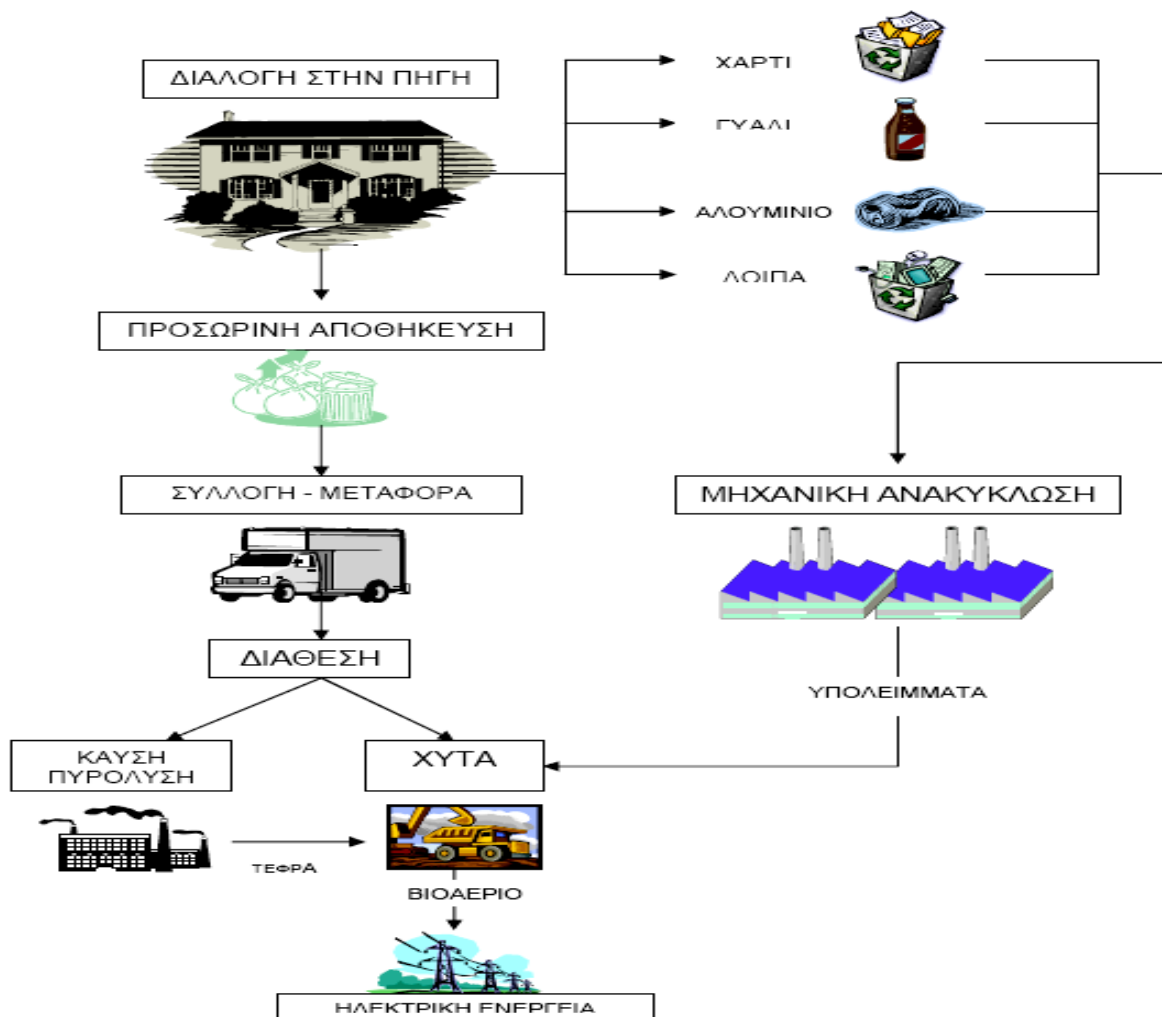 ΔΙΑΛΟΓΗ ΣΤΗΝ ΠΗΓΗ
ΧΑΡΤΙ
ΓΥΑΛΙ
ΑΛΟΥΜΙΝΙΟ
ΛΟΙΠΑ
ΠΡΟΣΩΡΙΝΗ ΑΠΟΘΗΚΕΥΣΗ
ΣΥΛΛΟΓΗ - ΜΕΤΑΦΟΡΑ
ΜΗΧΑΝΙΚΗ ΑΝΑΚΥΚΛΩΣΗ
ΔΙΑΘΕΣΗ
ΥΠΟΛΕΙΜΜΑΤΑ
ΚΑΥΣΗ
ΠΥΡΟΛΥΣΗ
ΧΥΤΑ
ΤΕΦΡΑ
ΒΙΟΑΕΡΙΟ
ΗΛΕΚΤΡΙΚΗ ΕΝΕΡΓΕΙΑ